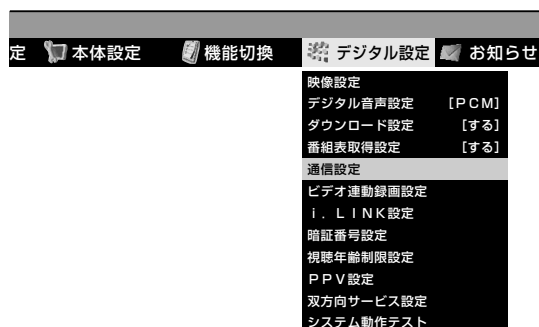 定 本体設定 機能切換 デジタル設定 お知らせ
映像設定
デジタル音声設定 [PCM]
ダウンロード設定 [する]
番組表取得設定 [する]
通信設定
ビデオ連動録画設定
i．LINK設定
暗証番号設定
視聴年齢制限設定
PPV設定
双方向サービス設定
システム動作テスト